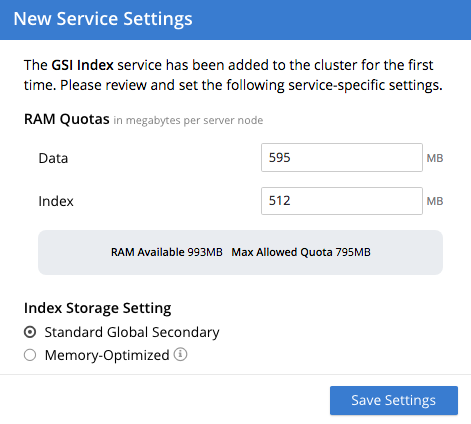 New Service Settings
The GSI Index service has been added to the cluster for the first
time. Please review and set the following service-specific settings.
RAM Quotas in megabytes per server node
Data 595 MB
Index 512 MB
RAM Available 993MB Max Allowed Quota 795MB
Index Storage Setting
Standard Global Secondary
Memory-Optimized
Save Settings